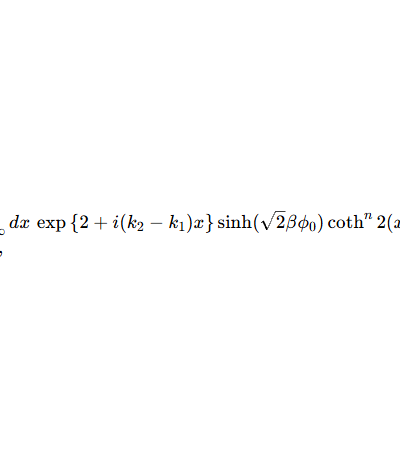 dx exp {2 + i(k₂ − k₁)x} sinh(√2βϕ₀) cothⁿ 2(x
,